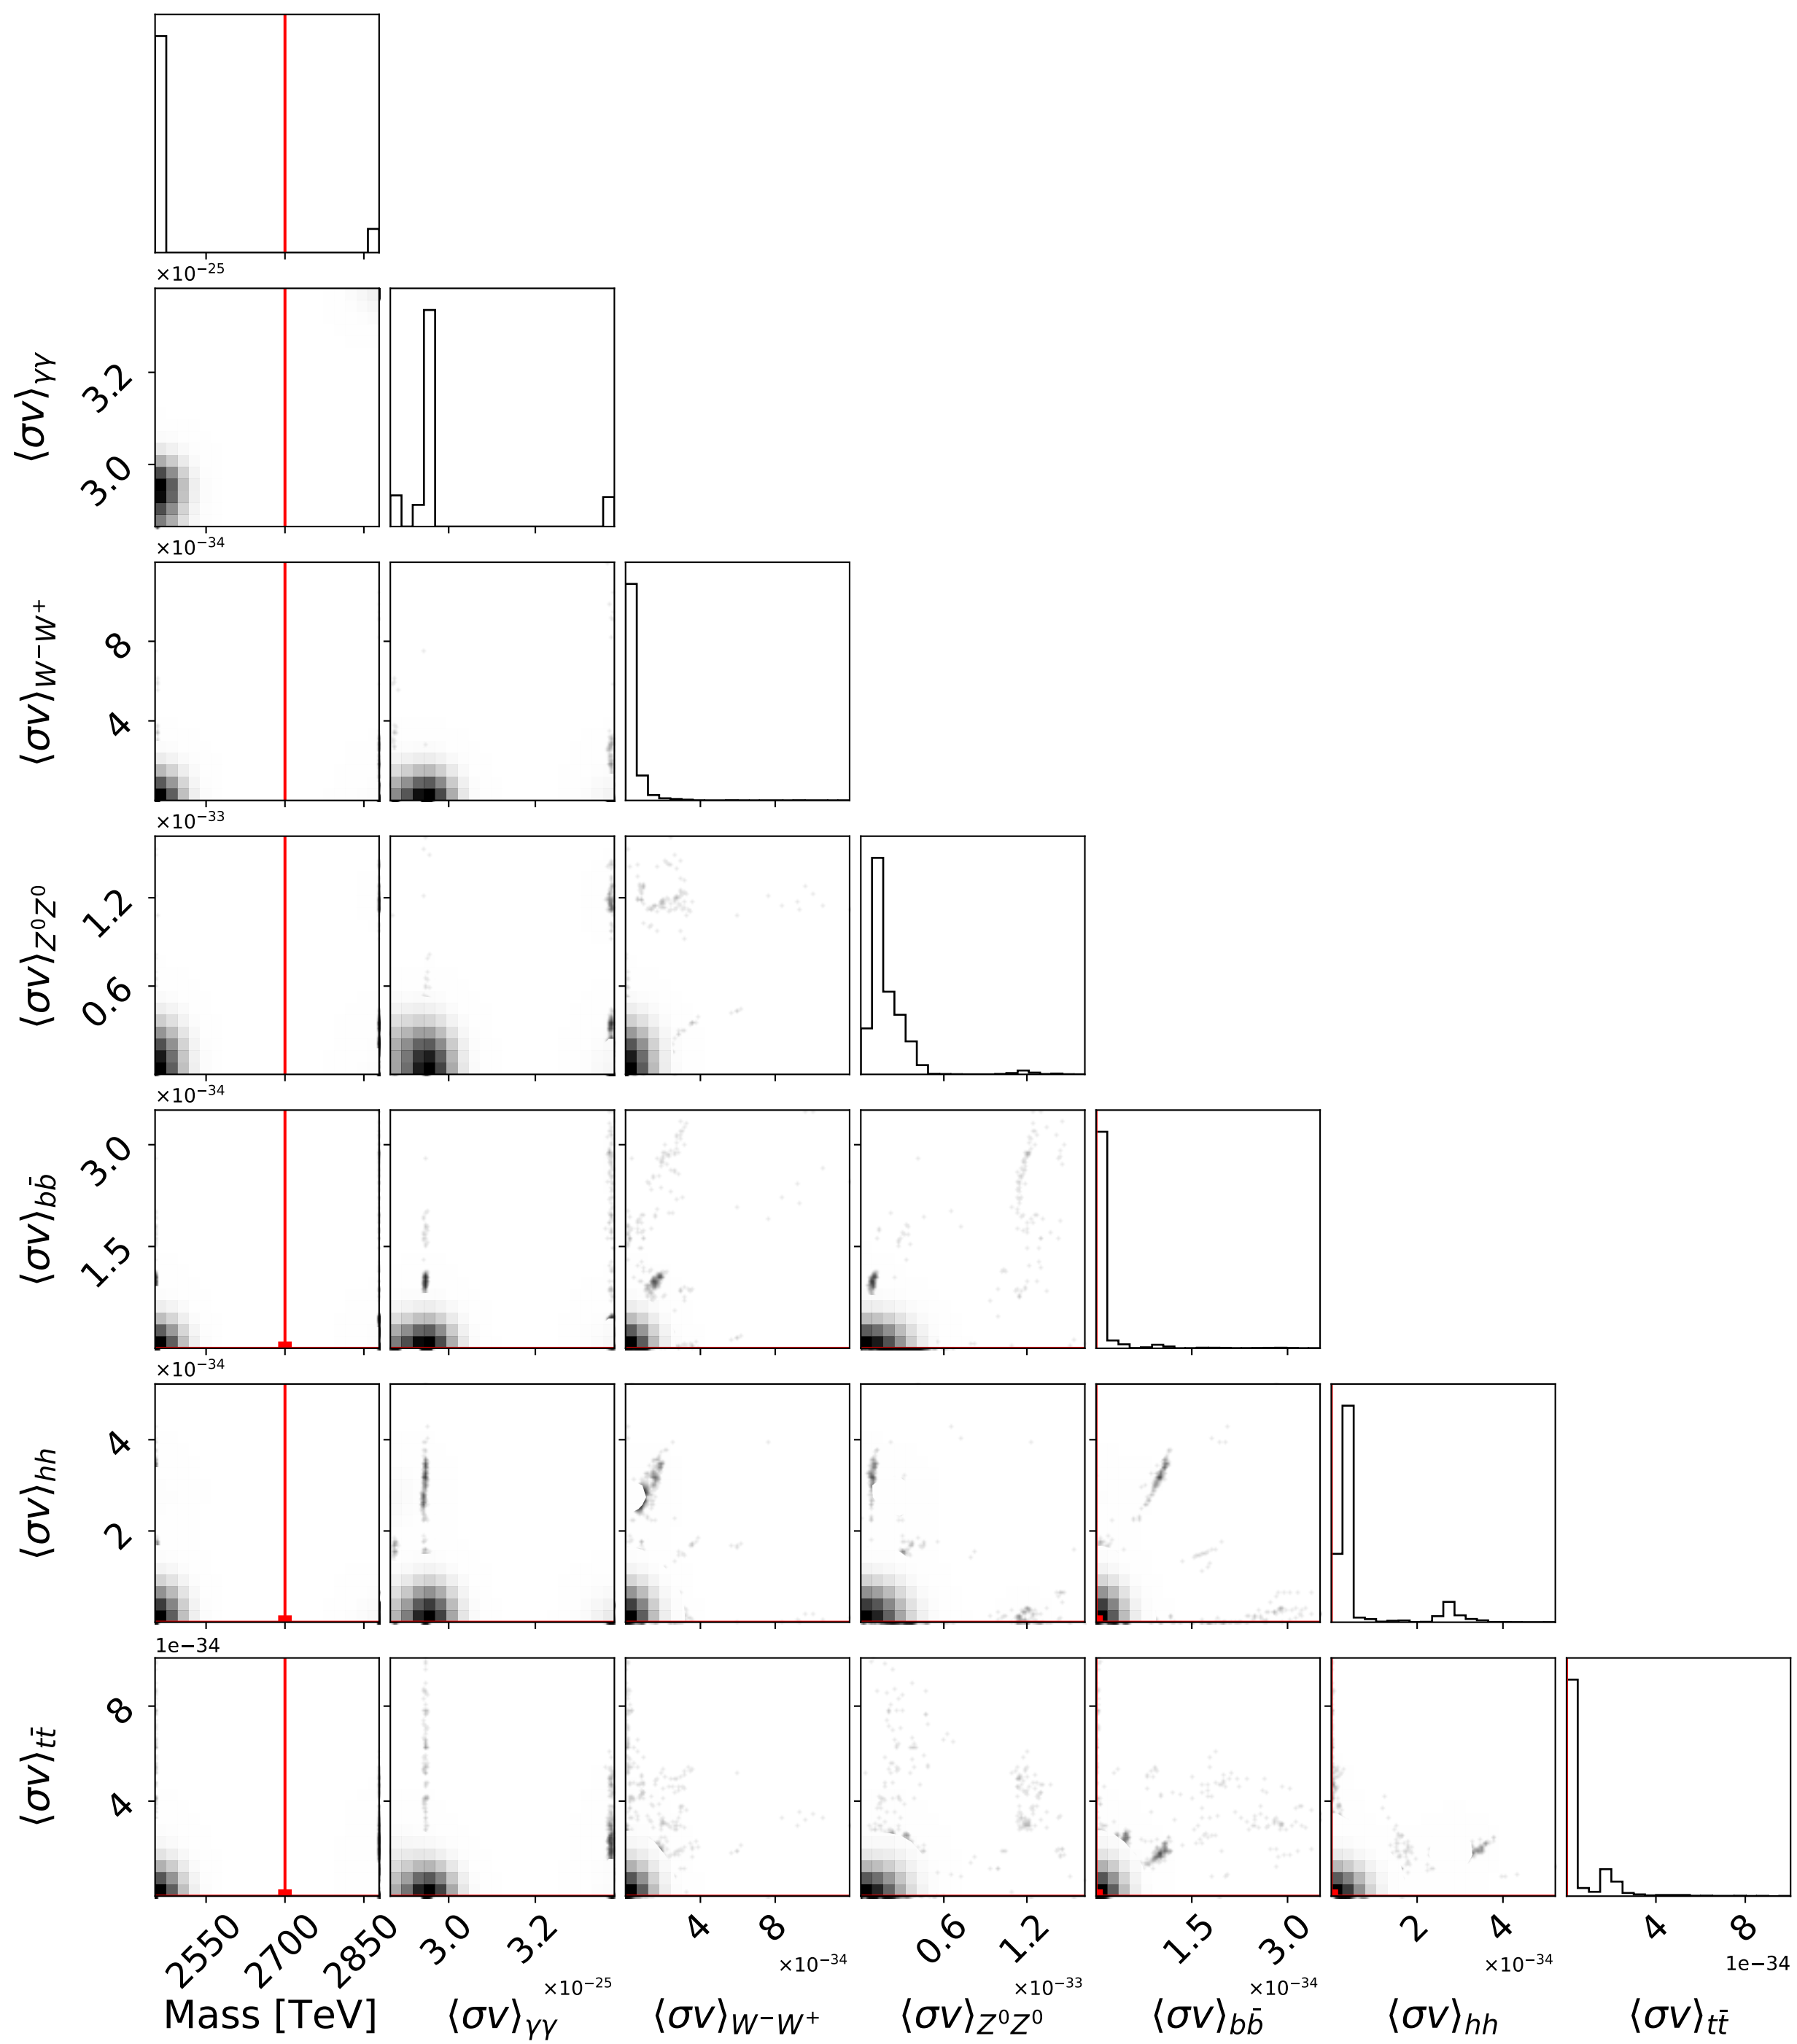 ×10⁻²⁵
⟨σv⟩γγ
3.2
3.0
×10⁻³⁴
⟨σv⟩W⁻W⁺
8
4
×10⁻³³
⟨σv⟩Z⁰Z⁰
1.2
0.6
×10⁻³⁴
⟨σv⟩bb̄
3.0
1.5
×10⁻³⁴
⟨σv⟩hh
4
2
1e−34
⟨σv⟩tt̄
8
4
2550 2700 2850 3.0 3.2 4 8 0.6 1.2 1.5 3.0 2 4 4 8
×10⁻²⁵ ×10⁻³⁴ ×10⁻³³ ×10⁻³⁴ ×10⁻³⁴ 1e−34
Mass [TeV] ⟨σv⟩γγ ⟨σv⟩W⁻W⁺ ⟨σv⟩Z⁰Z⁰ ⟨σv⟩bb̄ ⟨σv⟩hh ⟨σv⟩tt̄